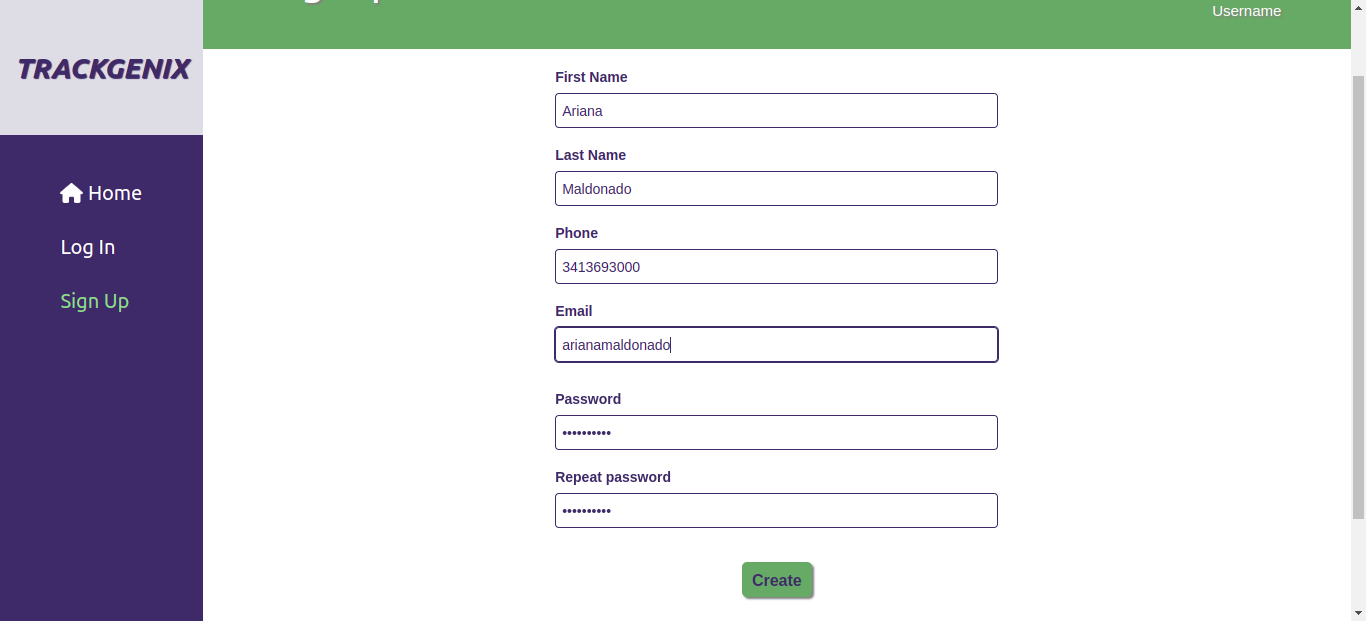 Username
TRACKGENIX
Home
Log In
Sign Up
First Name
Ariana
Last Name
Maldonado
Phone
3413693000
Email
arianamaldonado
Password
••••••••••
Repeat password
••••••••••
Create